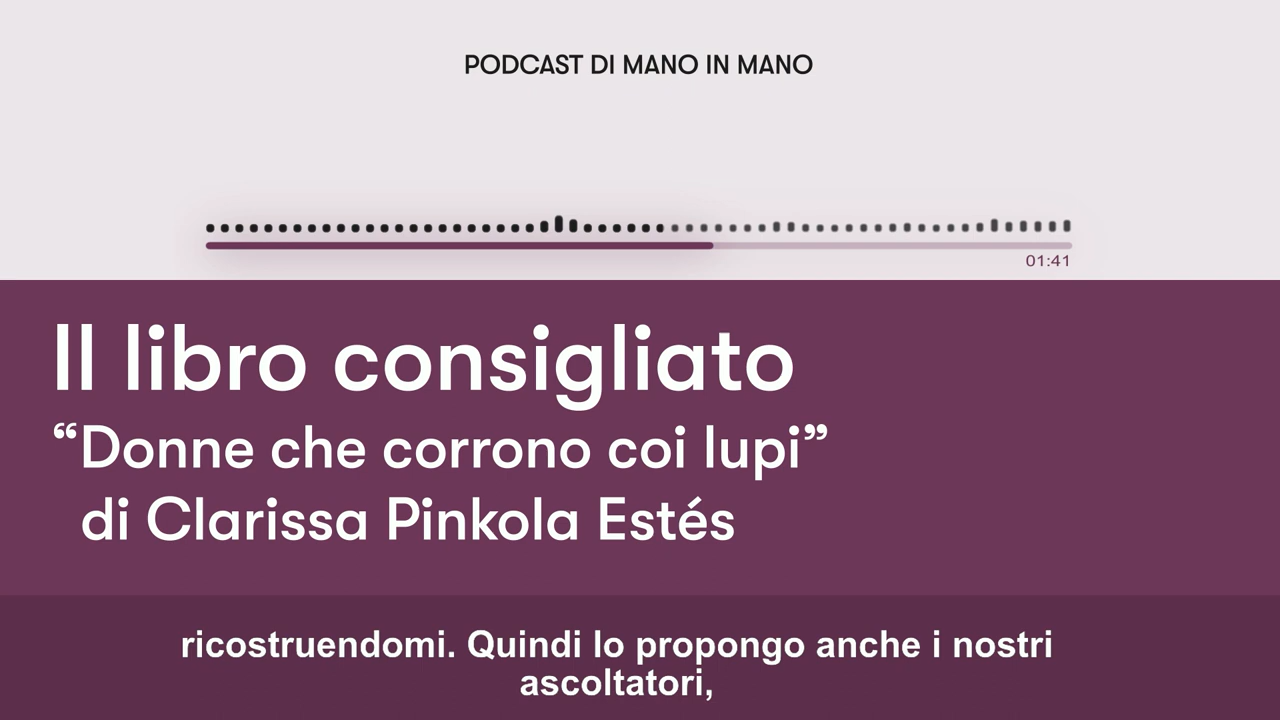 PODCAST DI MANO IN MANO
01:41
Il libro consigliato
“Donne che corrono coi lupi”
di Clarissa Pinkola Estés
ricostruendomi. Quindi lo propongo anche i nostri
ascoltatori,